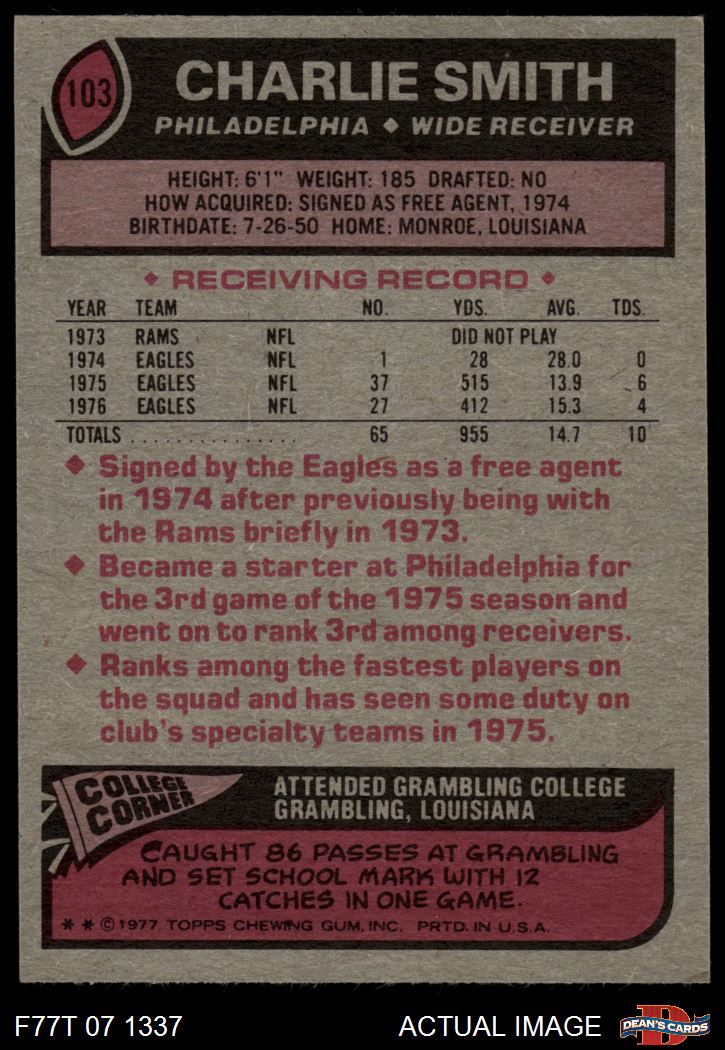 103
CHARLIE SMITH
PHILADELPHIA ◆ WIDE RECEIVER
HEIGHT: 6'1" WEIGHT: 185 DRAFTED: NO
HOW ACQUIRED: SIGNED AS FREE AGENT, 1974
BIRTHDATE: 7-26-50 HOME: MONROE, LOUISIANA
◆ RECEIVING RECORD ◆
YEAR TEAM NO. YDS. AVG. TDS.
1973 RAMS NFL DID NOT PLAY
1974 EAGLES NFL 1 28 28.0 0
1975 EAGLES NFL 37 515 13.9 6
1976 EAGLES NFL 27 412 15.3 4
TOTALS . . . . . . . . . . . . . . . . 65 955 14.7 10
◆ Signed by the Eagles as a free agent
in 1974 after previously being with
the Rams briefly in 1973.
◆ Became a starter at Philadelphia for
the 3rd game of the 1975 season and
went on to rank 3rd among receivers.
◆ Ranks among the fastest players on
the squad and has seen some duty on
club's specialty teams in 1975.
COLLEGE
CORNER
ATTENDED GRAMBLING COLLEGE
GRAMBLING, LOUISIANA
CAUGHT 86 PASSES AT GRAMBLING
AND SET SCHOOL MARK WITH 12
CATCHES IN ONE GAME.
* * © 1977 TOPPS CHEWING GUM, INC. PRTD. IN U.S.A.
F77T 07 1337 ACTUAL IMAGE
D
DEAN'S CARDS